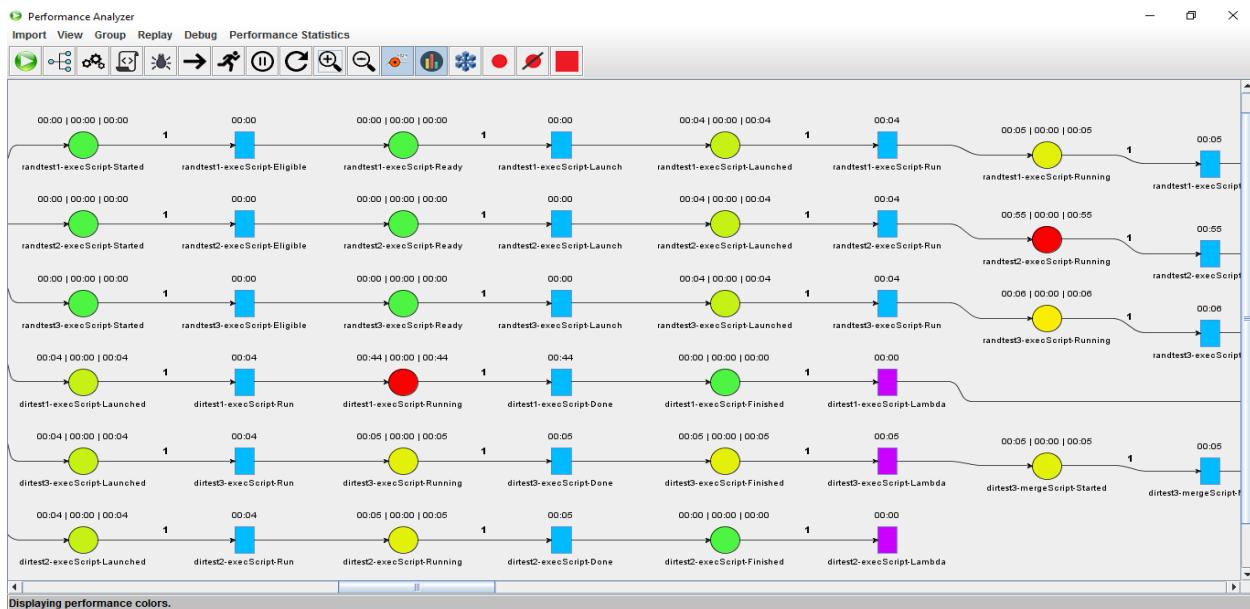 Performance Analyzer
Import View Group Replay Debug Performance Statistics
00:00 | 00:00 | 00:00 1 00:00 00:00 | 00:00 | 00:00 1 00:00 00:04 | 00:00 | 00:04 1 00:04 00:05 | 00:00 | 00:05 1 00:05
randtest1-execScript-Started randtest1-execScript-Eligible randtest1-execScript-Ready randtest1-execScript-Launch randtest1-execScript-Launched randtest1-execScript-Run randtest1-execScript-Running randtest1-execScript
00:00 | 00:00 | 00:00 1 00:00 00:00 | 00:00 | 00:00 1 00:00 00:04 | 00:00 | 00:04 1 00:04 00:55 | 00:00 | 00:55 1 00:55
randtest2-execScript-Started randtest2-execScript-Eligible randtest2-execScript-Ready randtest2-execScript-Launch randtest2-execScript-Launched randtest2-execScript-Run randtest2-execScript-Running randtest2-execScript
00:00 | 00:00 | 00:00 1 00:00 00:00 | 00:00 | 00:00 1 00:00 00:04 | 00:00 | 00:04 1 00:04 00:06 | 00:00 | 00:06 1 00:06
randtest3-execScript-Started randtest3-execScript-Eligible randtest3-execScript-Ready randtest3-execScript-Launch randtest3-execScript-Launched randtest3-execScript-Run randtest3-execScript-Running randtest3-execScript
00:04 | 00:00 | 00:04 1 00:04 00:44 | 00:00 | 00:44 1 00:44 00:00 | 00:00 | 00:00 1 00:00
dirtest1-execScript-Launched dirtest1-execScript-Run dirtest1-execScript-Running dirtest1-execScript-Done dirtest1-execScript-Finished dirtest1-execScript-Lambda
00:04 | 00:00 | 00:04 1 00:04 00:05 | 00:00 | 00:05 1 00:05 00:05 | 00:00 | 00:05 1 00:05 00:05 | 00:00 | 00:05 1 00:05
dirtest3-execScript-Launched dirtest3-execScript-Run dirtest3-execScript-Running dirtest3-execScript-Done dirtest3-execScript-Finished dirtest3-execScript-Lambda dirtest3-mergeScript-Started dirtest3-mergeScript-
00:04 | 00:00 | 00:04 1 00:04 00:05 | 00:00 | 00:05 1 00:05 00:00 | 00:00 | 00:00 1 00:00
dirtest2-execScript-Launched dirtest2-execScript-Run dirtest2-execScript-Running dirtest2-execScript-Done dirtest2-execScript-Finished dirtest2-execScript-Lambda
Displaying performance colors.